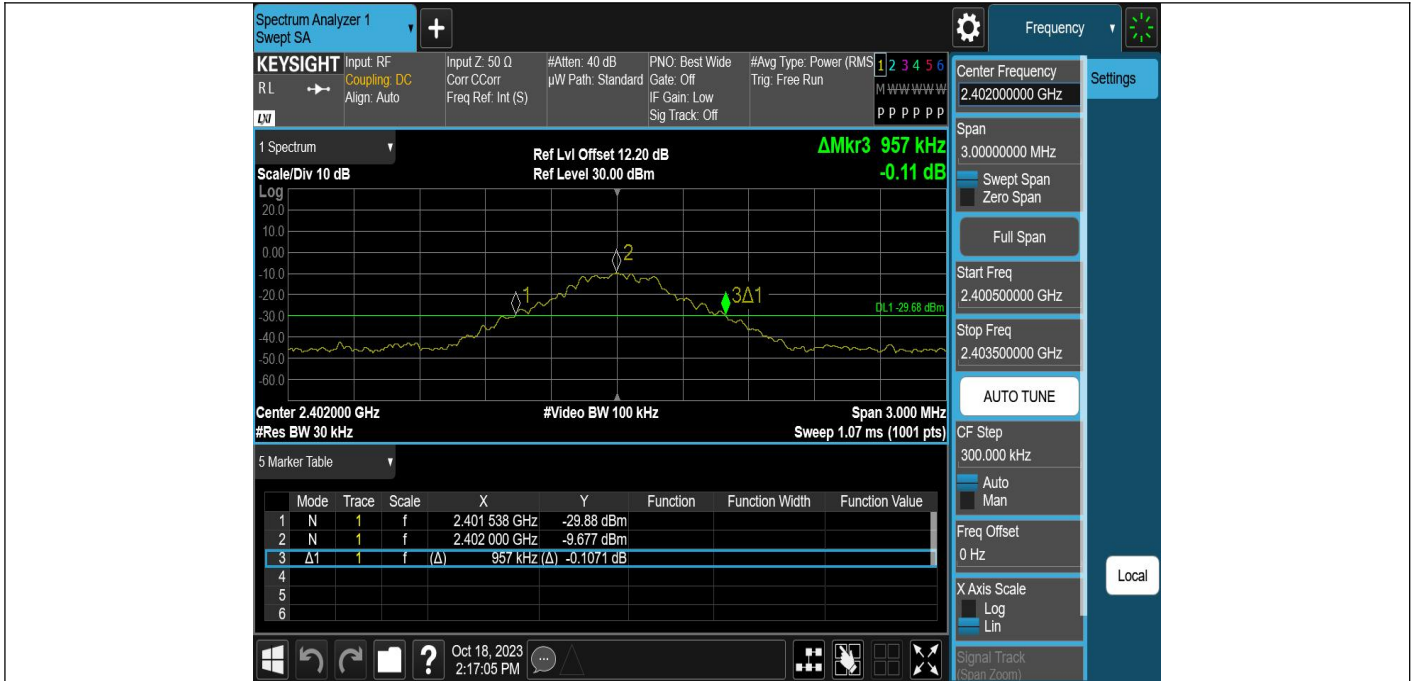 Spectrum Analyzer 1
Swept SA
+
Frequency
KEYSIGHT
RL
LXI
Input: RF
Coupling: DC
Align: Auto
Input Z: 50 Ω
Corr CCorr
Freq Ref: Int (S)
#Atten: 40 dB
µW Path: Standard
PNO: Best Wide
Gate: Off
IF Gain: Low
Sig Track: Off
#Avg Type: Power (RMS
Trig: Free Run
1 2 3 4 5 6
M W W W W W
P P P P P P
1 Spectrum
Scale/Div 10 dB
Ref Lvl Offset 12.20 dB
Ref Level 30.00 dBm
ΔMkr3 957 kHz
-0.11 dB
Log
20.0
10.0
0.00
-10.0
-20.0
-30.0
-40.0
-50.0
-60.0
1
2
3Δ1
DL1 -29.68 dBm
Center 2.402000 GHz
#Video BW 100 kHz
Span 3.000 MHz
#Res BW 30 kHz
Sweep 1.07 ms (1001 pts)
5 Marker Table
Mode Trace Scale X Y Function Function Width Function Value
1 N 1 f 2.401 538 GHz -29.88 dBm
2 N 1 f 2.402 000 GHz -9.677 dBm
3 Δ1 1 f (Δ) 957 kHz (Δ) -0.1071 dB
4
5
6
?
Oct 18, 2023
2:17:05 PM
Center Frequency
2.402000000 GHz
Settings
Span
3.00000000 MHz
Swept Span
Zero Span
Full Span
Start Freq
2.400500000 GHz
Stop Freq
2.403500000 GHz
AUTO TUNE
CF Step
300.000 kHz
Auto
Man
Freq Offset
0 Hz
Local
X Axis Scale
Log
Lin
Signal Track
(Span Zoom)